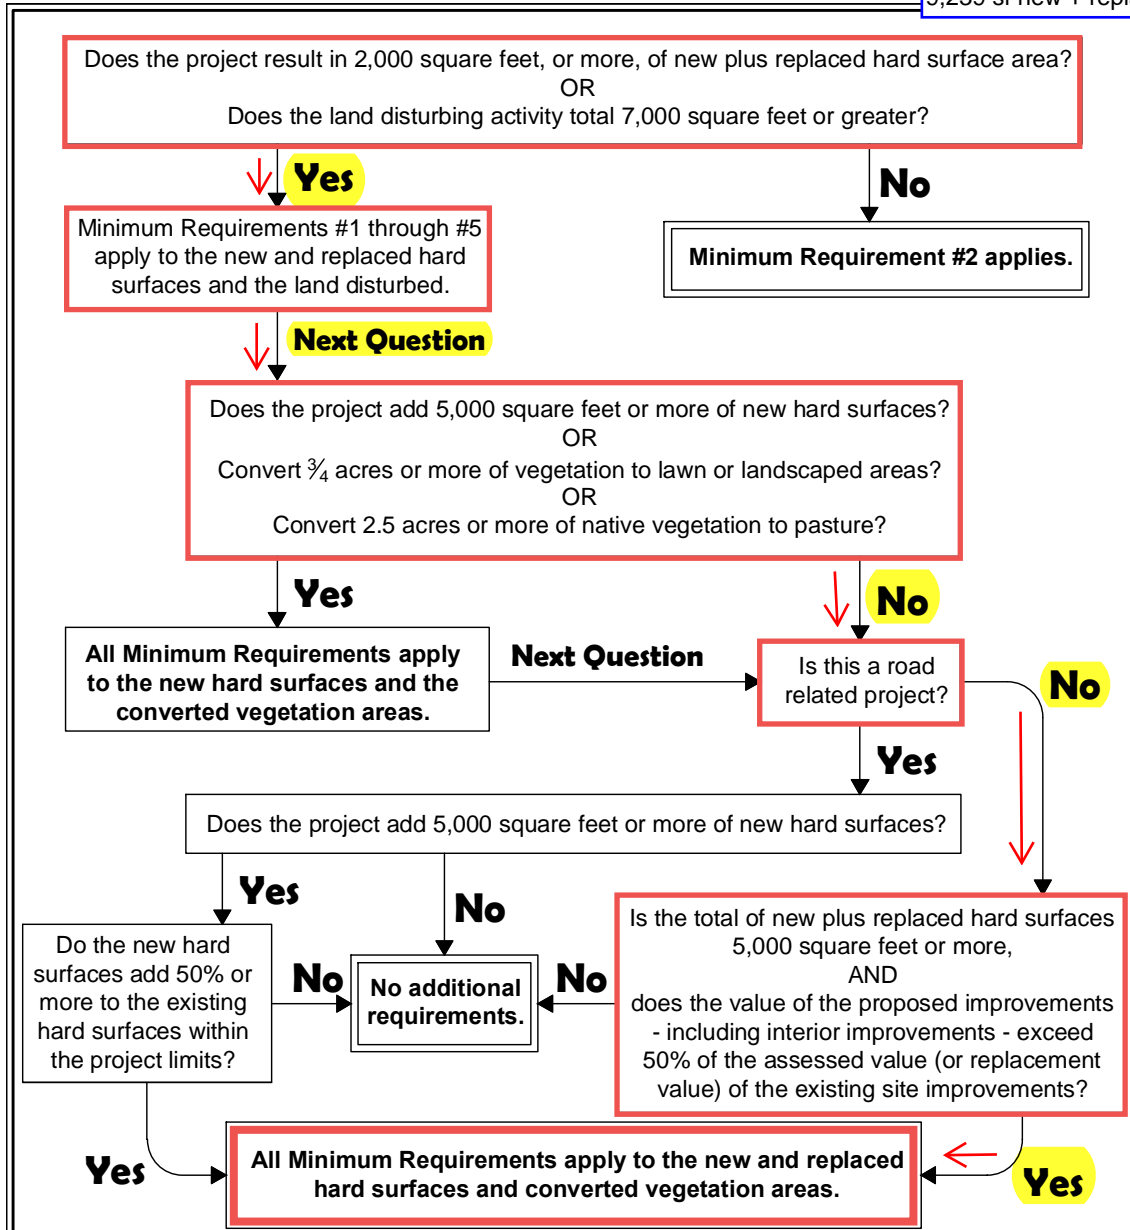 Does the project result in 2,000 square feet, or more, of new plus replaced hard surface area?
OR
Does the land disturbing activity total 7,000 square feet or greater?
Yes
No
Minimum Requirements #1 through #5
apply to the new and replaced hard
surfaces and the land disturbed.
Minimum Requirement #2 applies.
Next Question
Does the project add 5,000 square feet or more of new hard surfaces?
OR
Convert ¾ acres or more of vegetation to lawn or landscaped areas?
OR
Convert 2.5 acres or more of native vegetation to pasture?
Yes
No
All Minimum Requirements apply
to the new hard surfaces and the
converted vegetation areas.
Next Question
Is this a road
related project?
No
Yes
Does the project add 5,000 square feet or more of new hard surfaces?
Yes
No
Do the new hard
surfaces add 50% or
more to the existing
hard surfaces within
the project limits?
No
No additional
requirements.
No
Is the total of new plus replaced hard surfaces
5,000 square feet or more,
AND
does the value of the proposed improvements
- including interior improvements - exceed
50% of the assessed value (or replacement
value) of the existing site improvements?
Yes
All Minimum Requirements apply to the new and replaced
hard surfaces and converted vegetation areas.
Yes